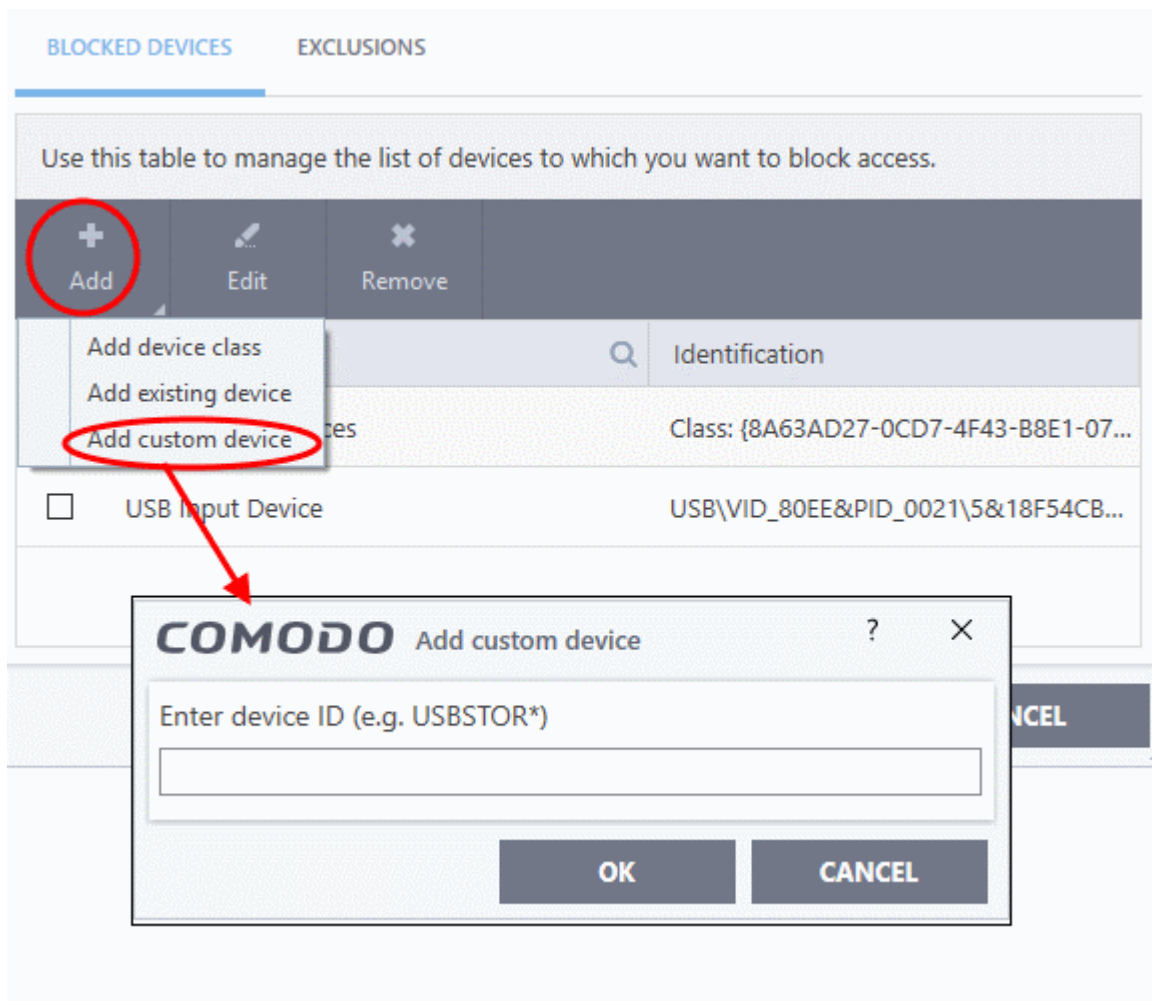 BLOCKED DEVICES EXCLUSIONS
Use this table to manage the list of devices to which you want to block access.
Add Edit Remove
Add device class
Identification
Add existing device
Add custom device
Class: {8A63AD27-0CD7-4F43-B8E1-07...
USB Input Device USB\VID_80EE&PID_0021\5&18F54CB...
COMODO Add custom device ?
Enter device ID (e.g. USBSTOR*)
OK CANCEL